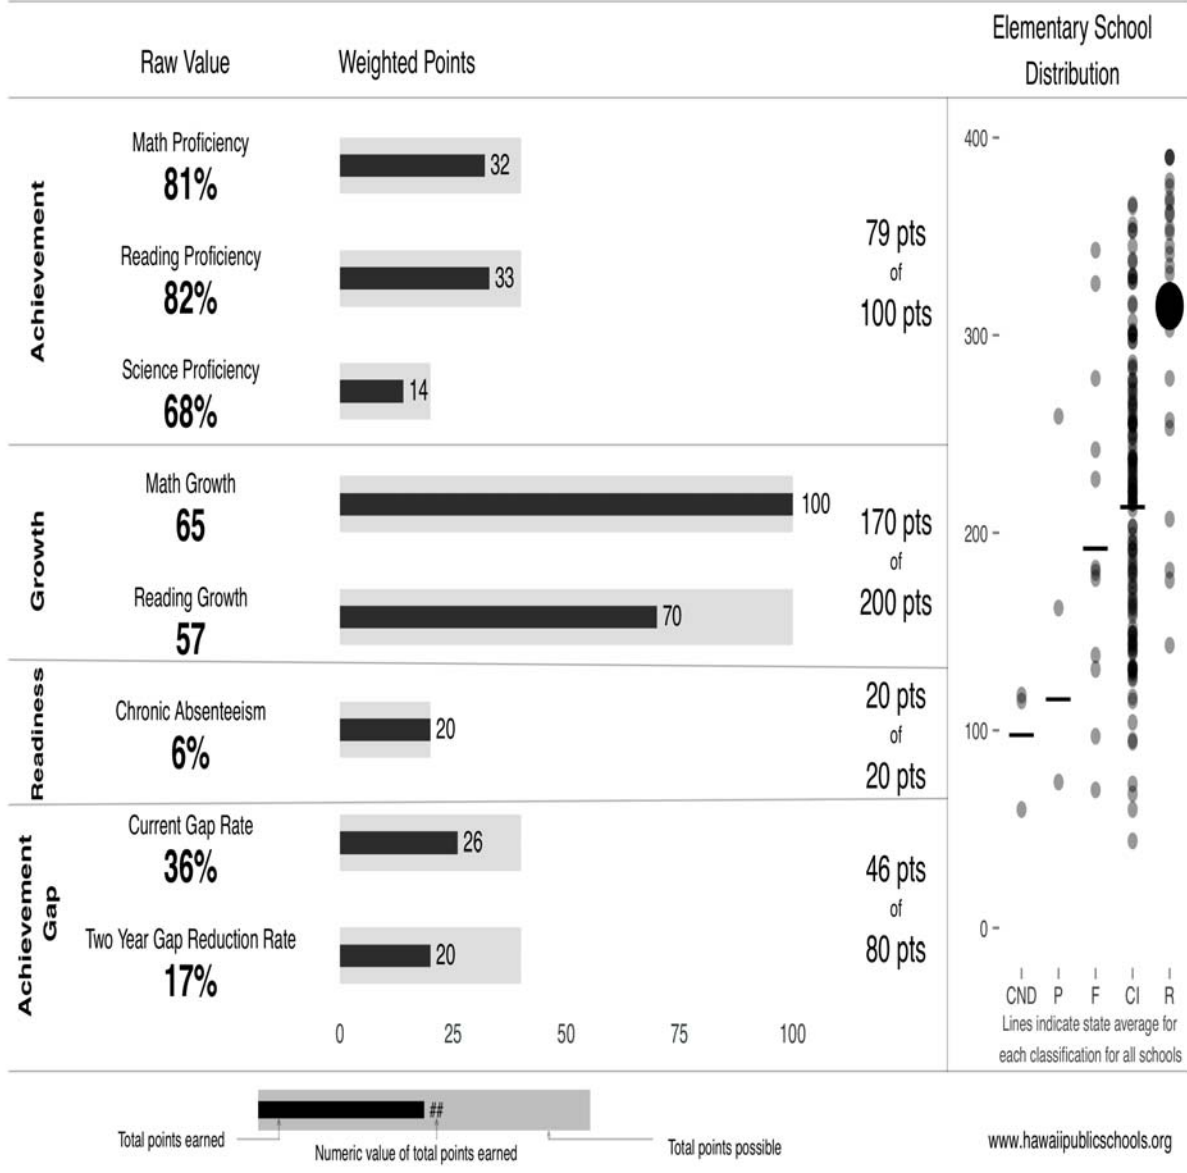 Raw Value
Weighted Points
Elementary School
Distribution
Achievement
Math Proficiency
81%
32
Reading Proficiency
82%
33
Science Proficiency
68%
14
79 pts
of
100 pts
Growth
Math Growth
65
100
Reading Growth
57
70
170 pts
of
200 pts
Readiness
Chronic Absenteeism
6%
20
20 pts
of
20 pts
Achievement
Gap
Current Gap Rate
36%
26
Two Year Gap Reduction Rate
17%
20
46 pts
of
80 pts
0 25 50 75 100
400
300
200
100
0
CND P F CI R
Lines indicate state average for
each classification for all schools
##
Total points earned
Numeric value of total points earned
Total points possible
www.hawaiipublicschools.org